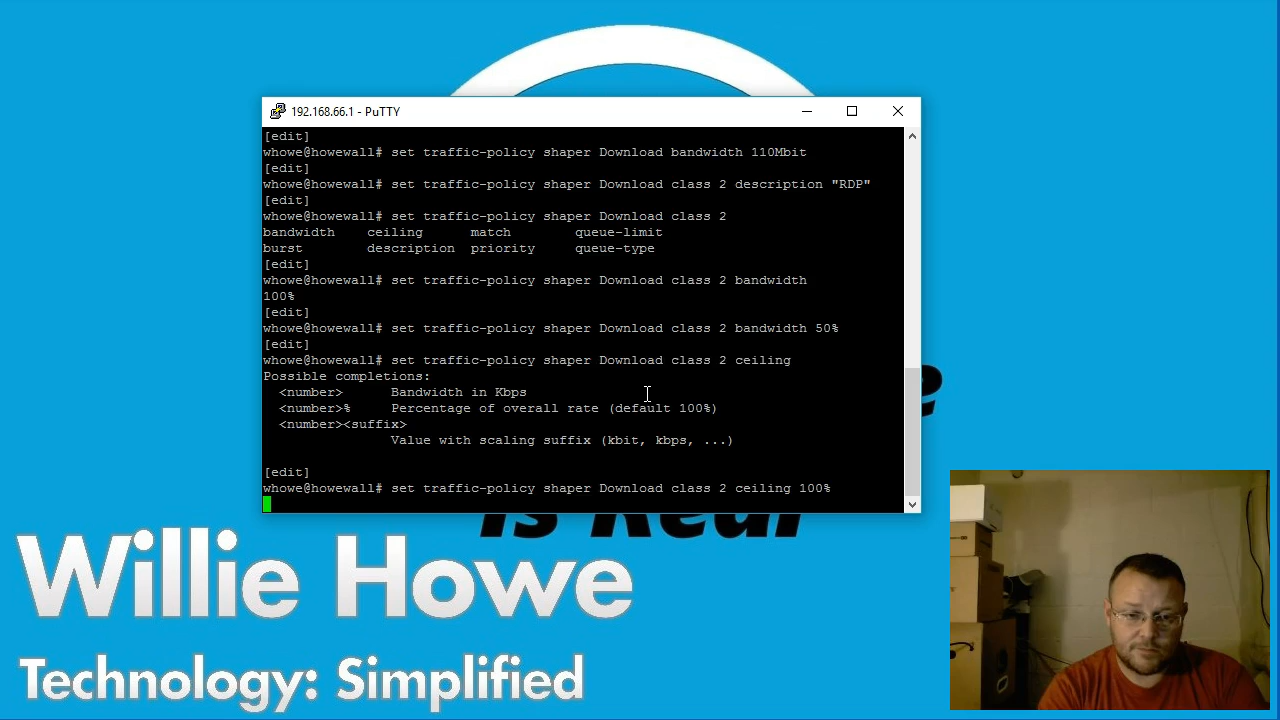 192.168.66.1 - PuTTY
[edit]
whowe@howewall# set traffic-policy shaper Download bandwidth 110Mbit
[edit]
whowe@howewall# set traffic-policy shaper Download class 2 description "RDP"
[edit]
whowe@howewall# set traffic-policy shaper Download class 2
bandwidth ceiling match queue-limit
burst description priority queue-type
[edit]
whowe@howewall# set traffic-policy shaper Download class 2 bandwidth
100%
[edit]
whowe@howewall# set traffic-policy shaper Download class 2 bandwidth 50%
[edit]
whowe@howewall# set traffic-policy shaper Download class 2 ceiling
Possible completions:
<number> Bandwidth in Kbps
<number>% Percentage of overall rate (default 100%)
<number><suffix>
Value with scaling suffix (kbit, kbps, ...)
[edit]
whowe@howewall# set traffic-policy shaper Download class 2 ceiling 100%
is Real
Willie Howe
Technology: Simplified